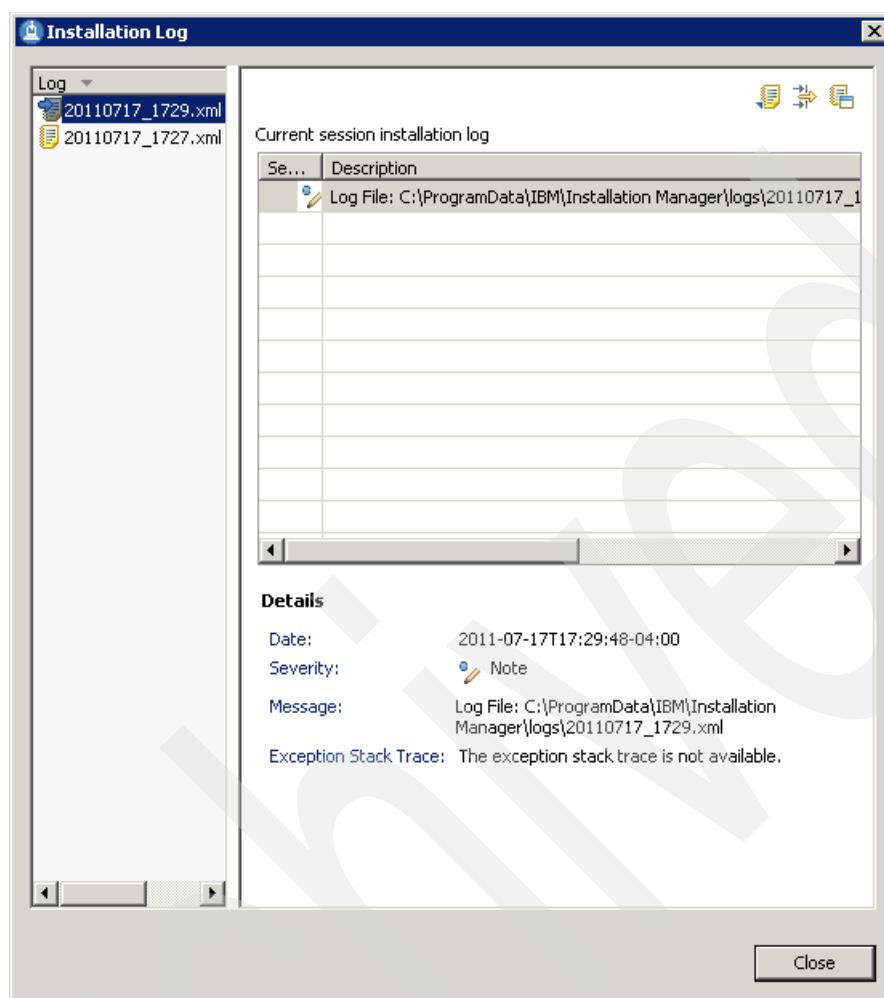 Installation Log
Log
20110717_1729.xml
20110717_1727.xml
Current session installation log
Se... Description
Log File: C:\ProgramData\IBM\Installation Manager\logs\20110717_1
Details
Date: 2011-07-17T17:29:48-04:00
Severity: Note
Message: Log File: C:\ProgramData\IBM\Installation
Manager\logs\20110717_1729.xml
Exception Stack Trace: The exception stack trace is not available.
Close